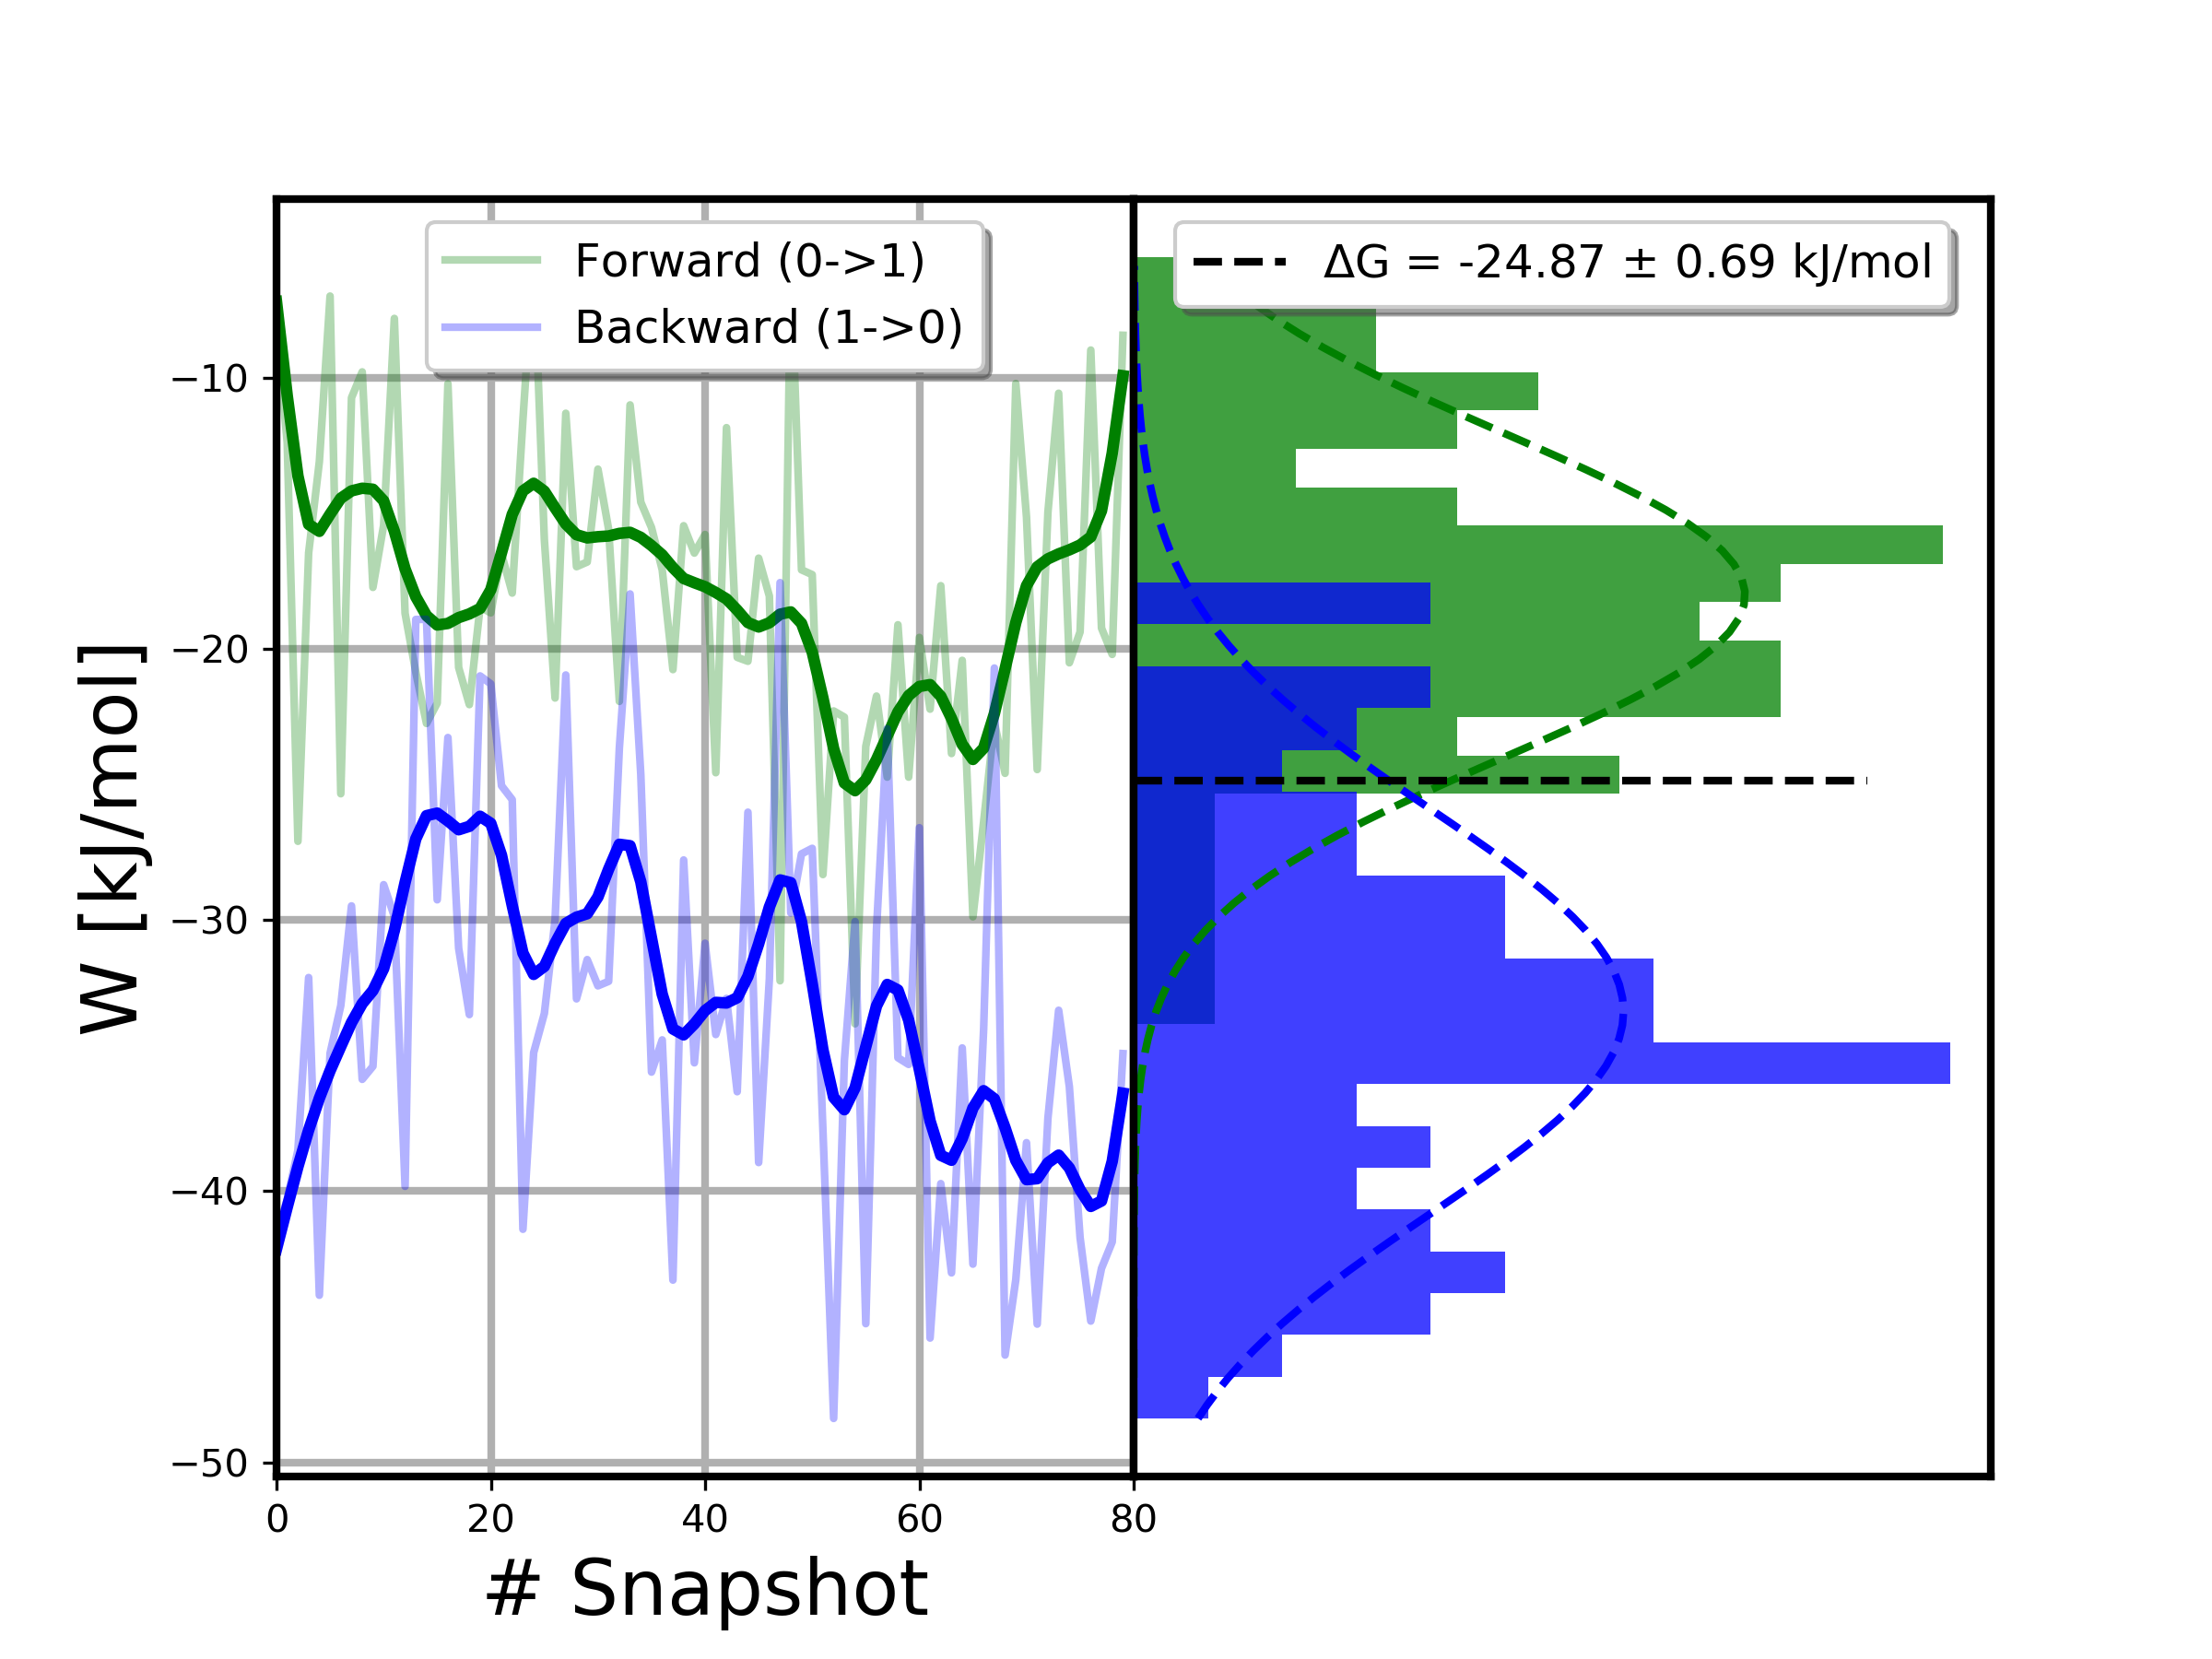 Forward (0->1)
Backward (1->0)
ΔG = -24.87 ± 0.69 kJ/mol
W [kJ/mol]
−10
−20
−30
−40
−50
0 20 40 60 80
# Snapshot